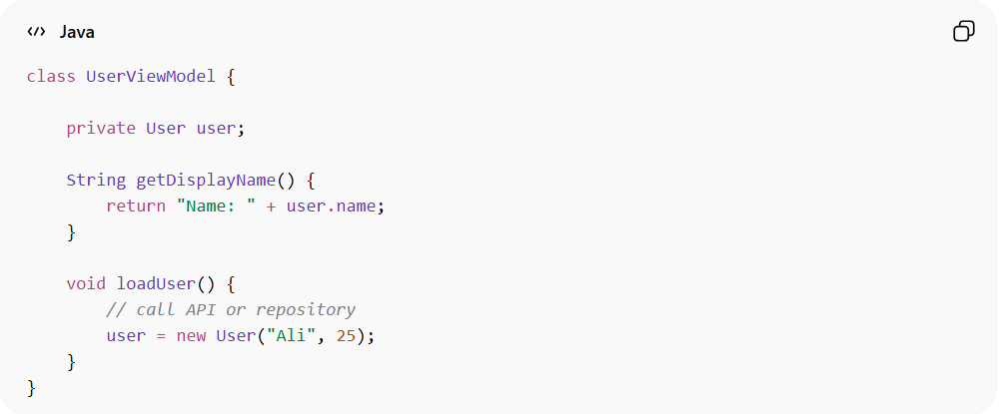 </> Java
class UserViewModel {
    private User user;
    String getDisplayName() {
        return "Name: " + user.name;
    }
    void loadUser() {
        // call API or repository
        user = new User("Ali", 25);
    }
}